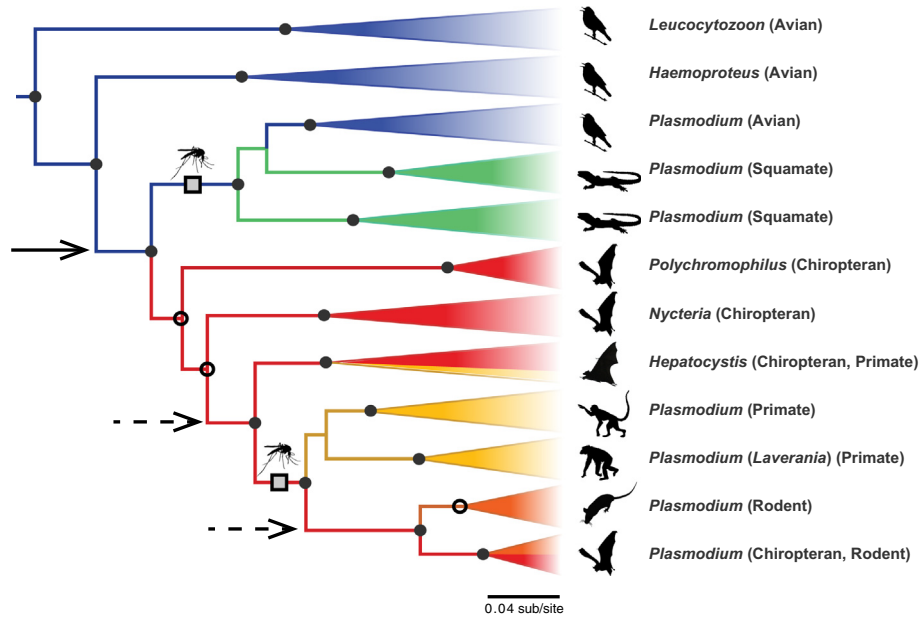 Leucocytozoon (Avian)
Haemoproteus (Avian)
Plasmodium (Avian)
Plasmodium (Squamate)
Plasmodium (Squamate)
Polychromophilus (Chiropteran)
Nycteria (Chiropteran)
Hepatocystis (Chiropteran, Primate)
Plasmodium (Primate)
Plasmodium (Laverania) (Primate)
Plasmodium (Rodent)
Plasmodium (Chiropteran, Rodent)
0.04 sub/site